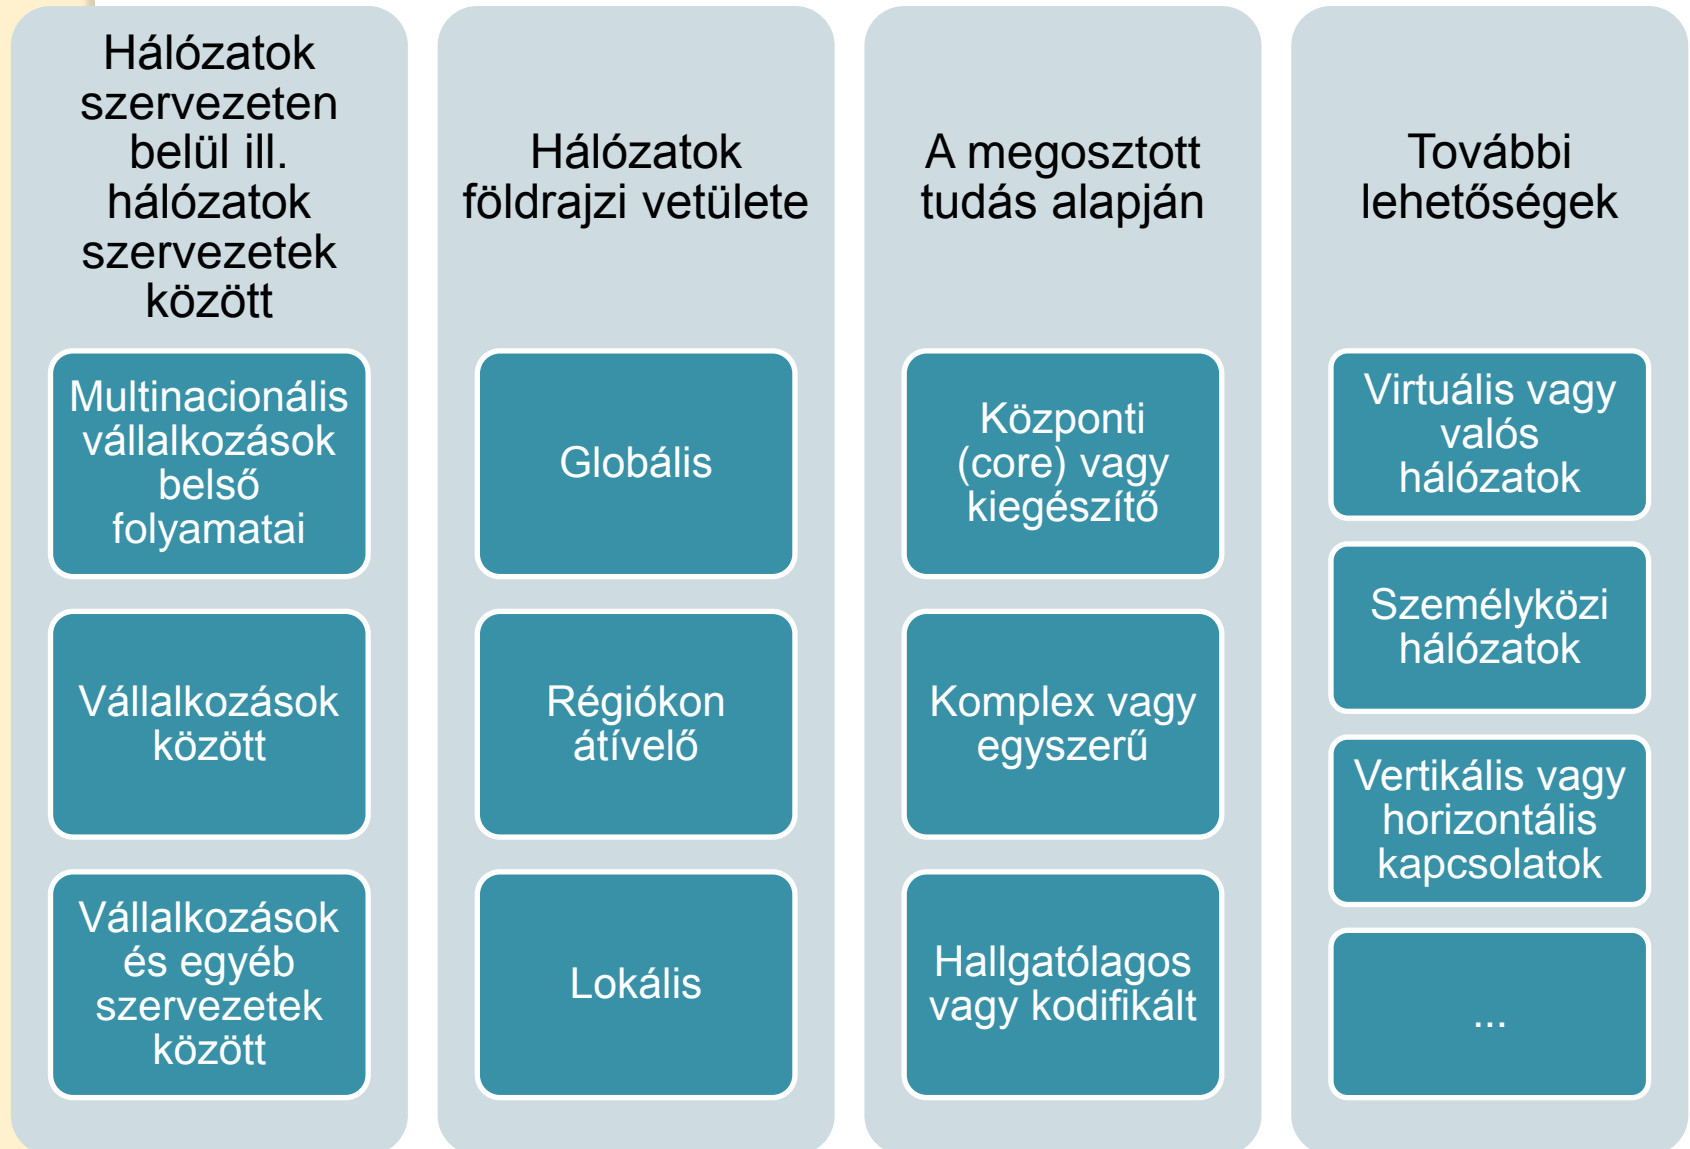 Hálózatok
szervezeten
belül ill.
hálózatok
szervezetek
között
Multinacionális
vállalkozások
belső
folyamatai
Vállalkozások
között
Vállalkozások
és egyéb
szervezetek
között
Hálózatok
földrajzi vetülete
Globális
Régiókon
átívelő
Lokális
A megosztott
tudás alapján
Központi
(core) vagy
kiegészítő
Komplex vagy
egyszerű
Hallgatólagos
vagy kodifikált
További
lehetőségek
Virtuális vagy
valós
hálózatok
Személyközi
hálózatok
Vertikális vagy
horizontális
kapcsolatok
...